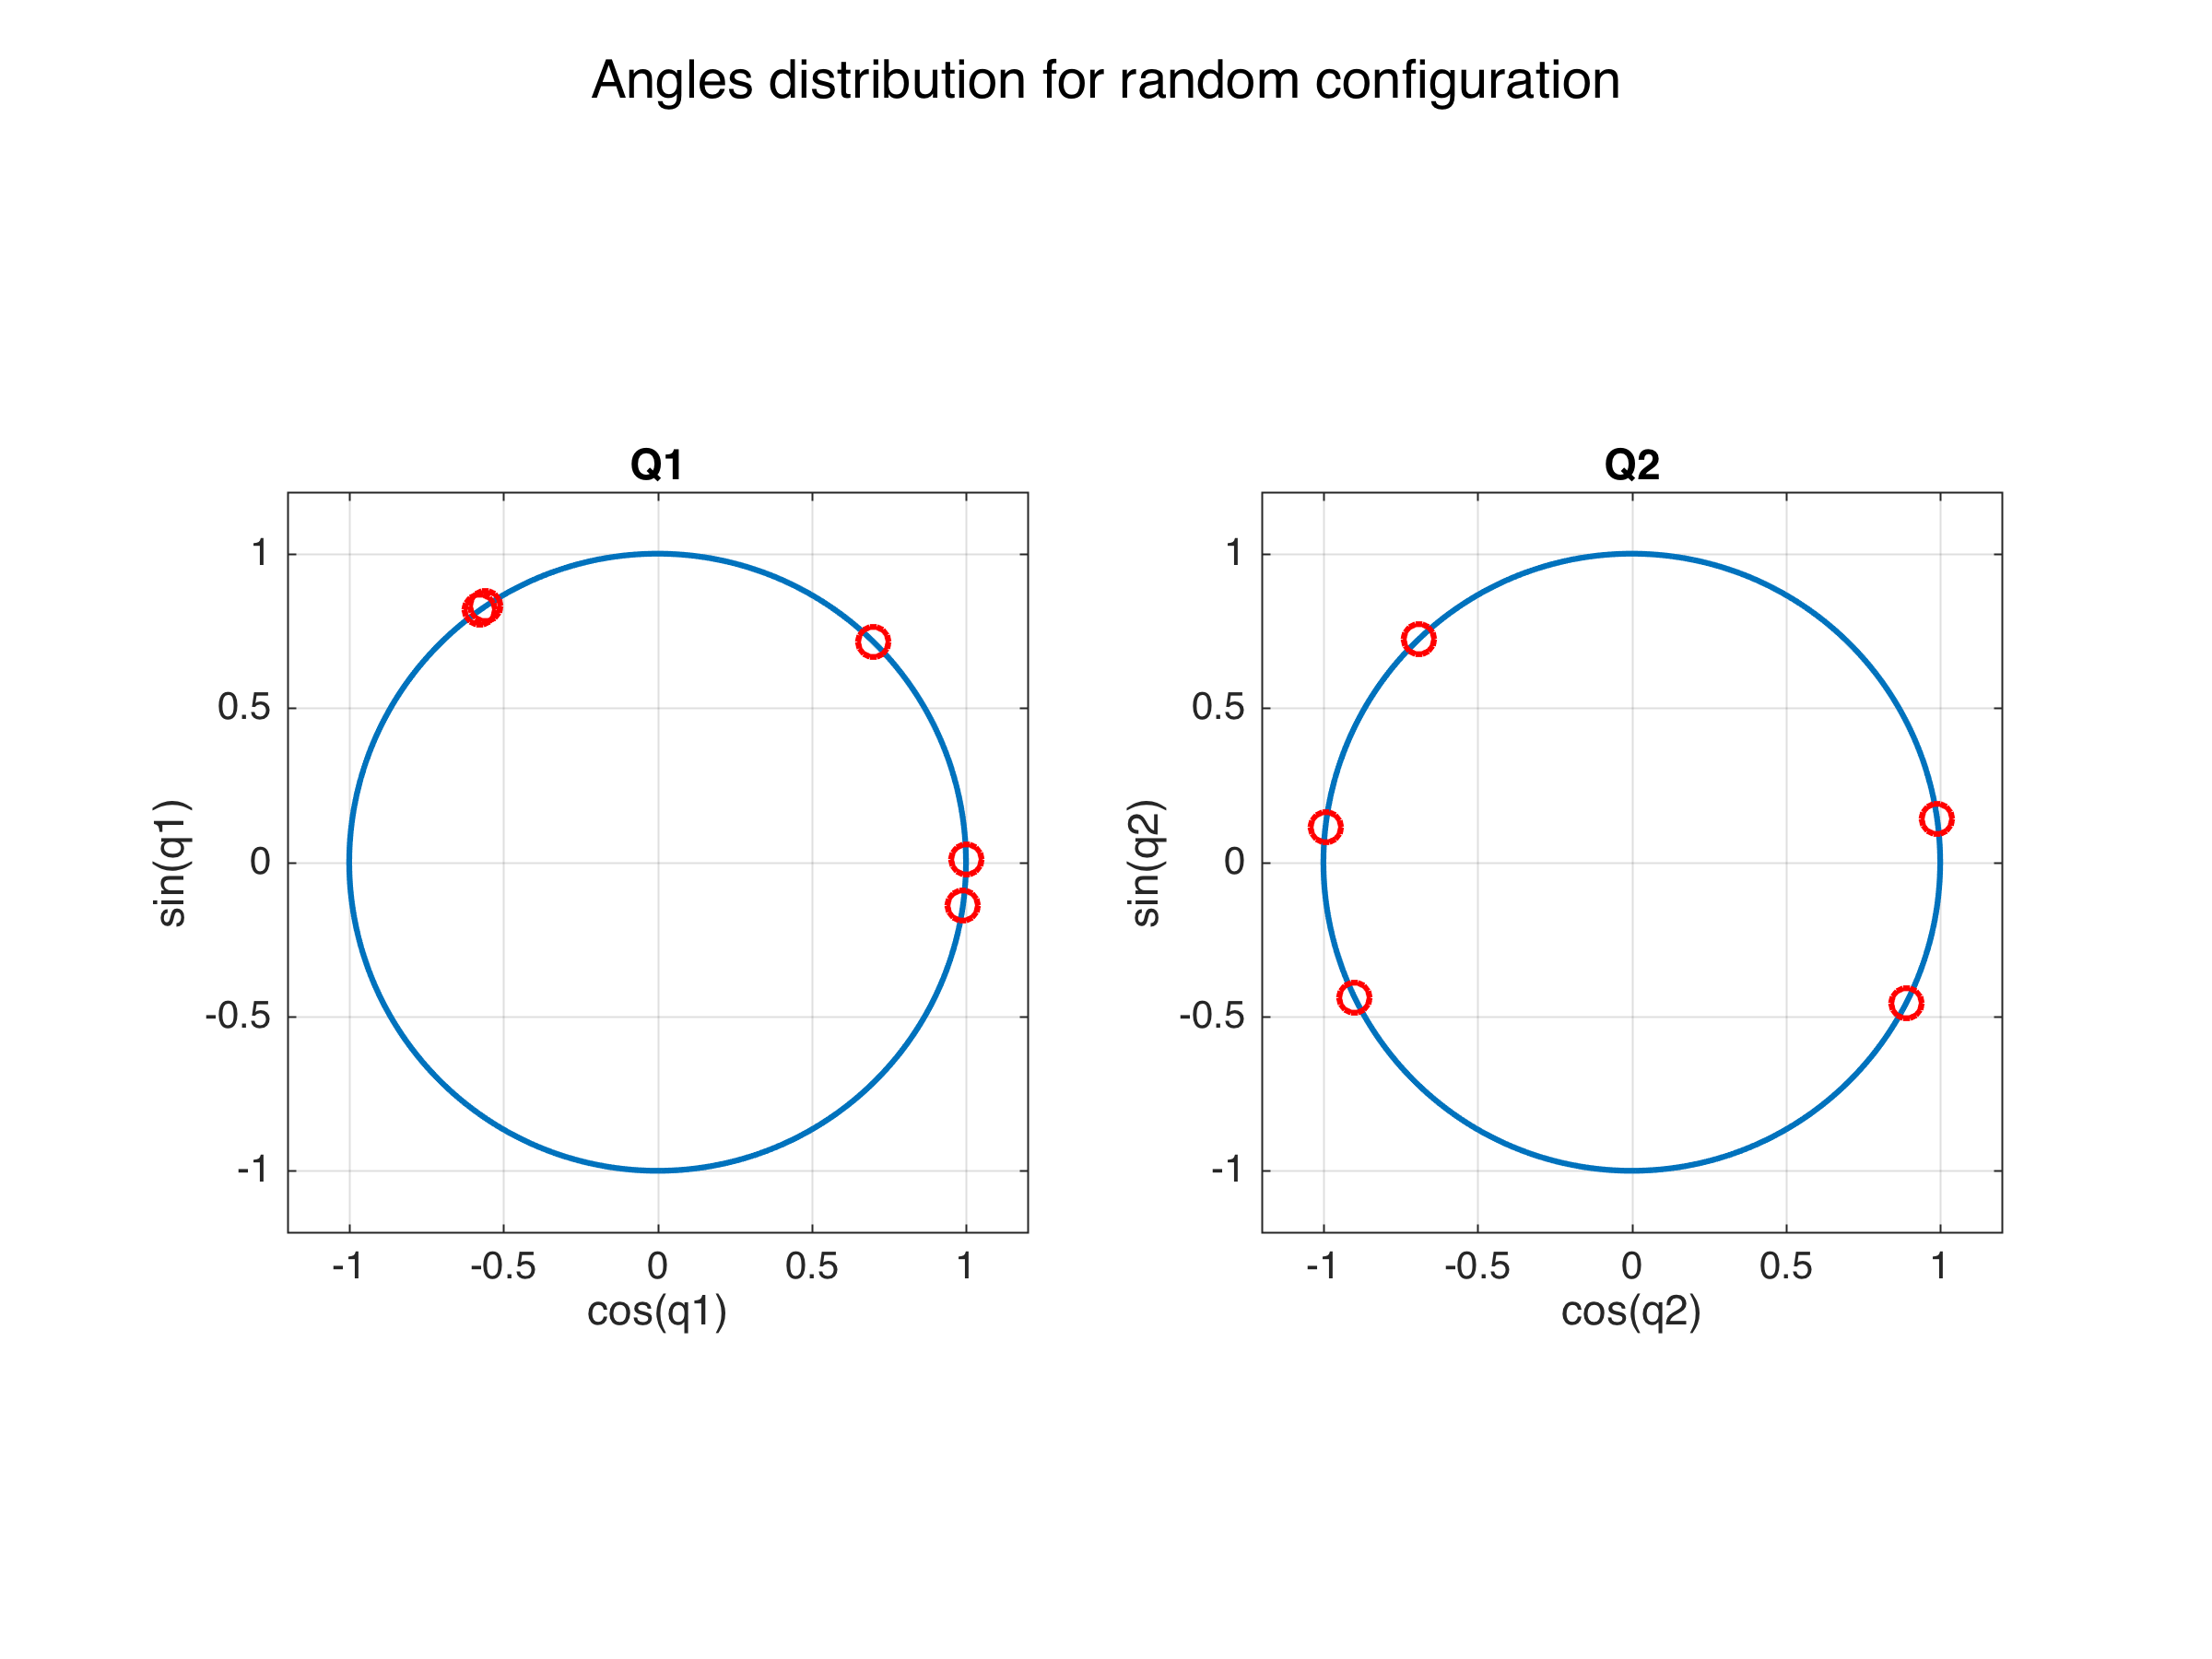 Angles distribution for random configuration
Q1
1
0.5
0
-0.5
-1
sin(q1)
-1 -0.5 0 0.5 1
cos(q1)
Q2
1
0.5
0
-0.5
-1
sin(q2)
-1 -0.5 0 0.5 1
cos(q2)